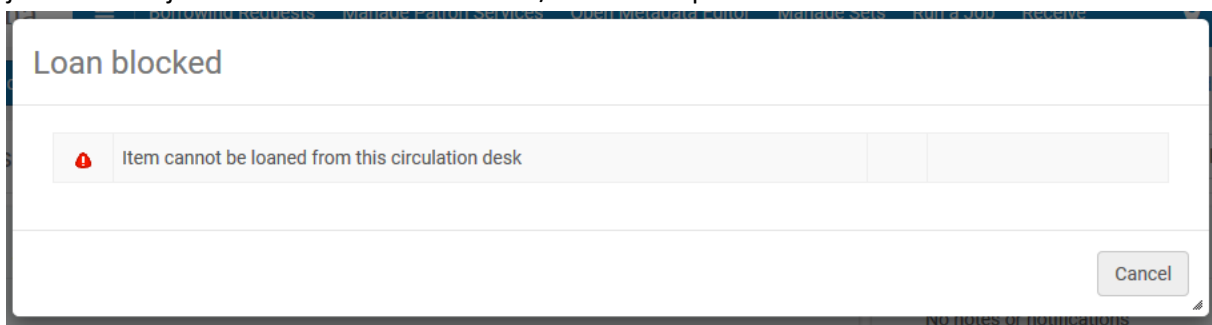 Borrowing Requests Manage Patron Services Open Metadata Editor Manage Sets Run a Job Receive
Loan blocked
Item cannot be loaned from this circulation desk
Cancel
No notes or notifications